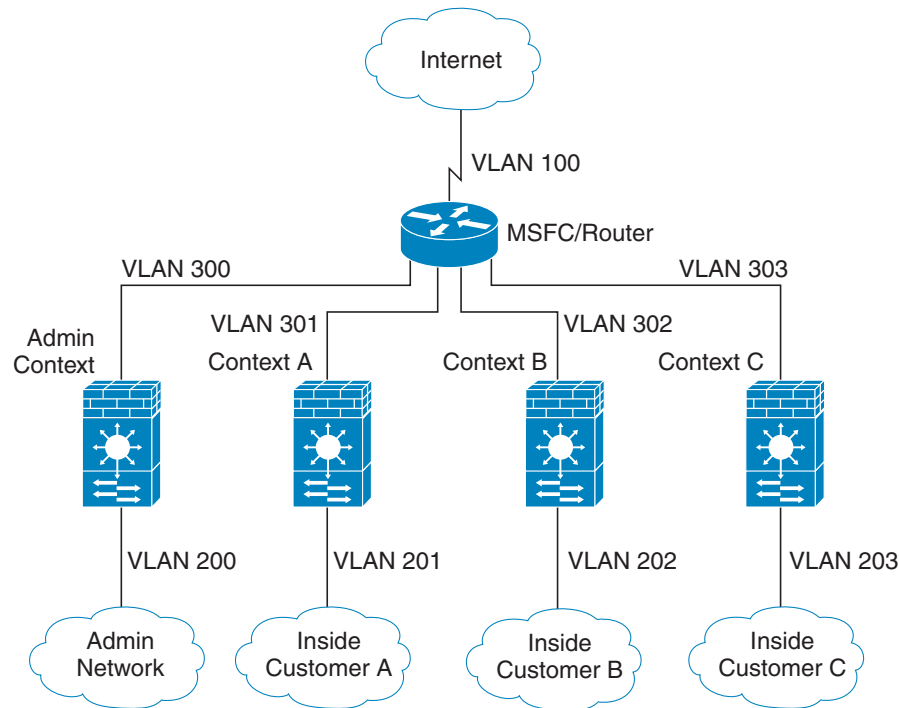 Internet
VLAN 100
MSFC/Router
VLAN 300
VLAN 303
VLAN 301
VLAN 302
Admin
Context
Context A
Context B
Context C
VLAN 200
VLAN 201
VLAN 202
VLAN 203
Admin
Network
Inside
Customer A
Inside
Customer B
Inside
Customer C